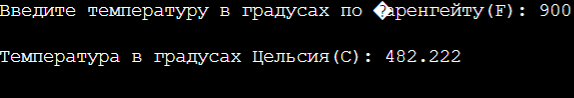 Введите температуру в градусах по �аренгейту(F): 900
Температура в градусах Цельсия(C): 482.222